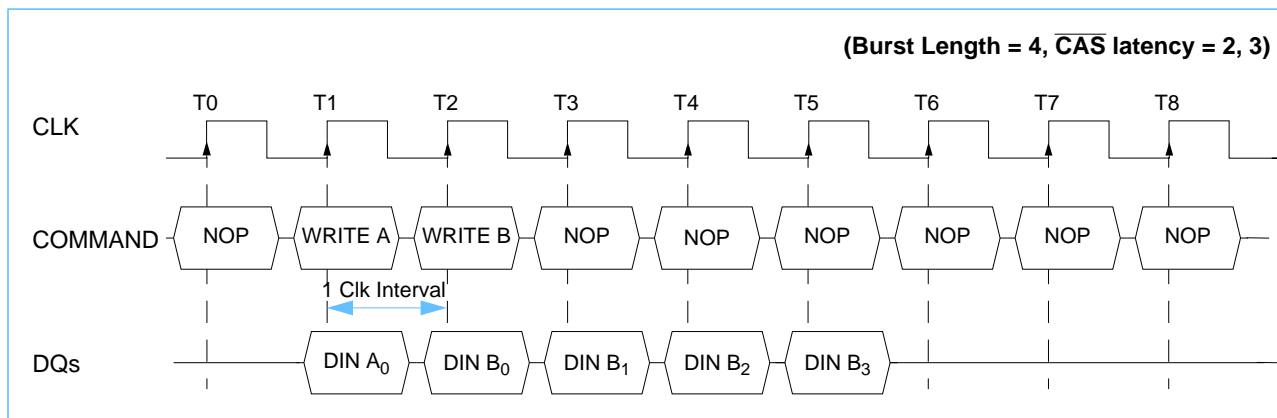 (Burst Length = 4, CAS latency = 2, 3)
T0 T1 T2 T3 T4 T5 T6 T7 T8
CLK
COMMAND NOP WRITE A WRITE B NOP NOP NOP NOP NOP NOP
1 Clk Interval
DQs DIN A0 DIN B0 DIN B1 DIN B2 DIN B3